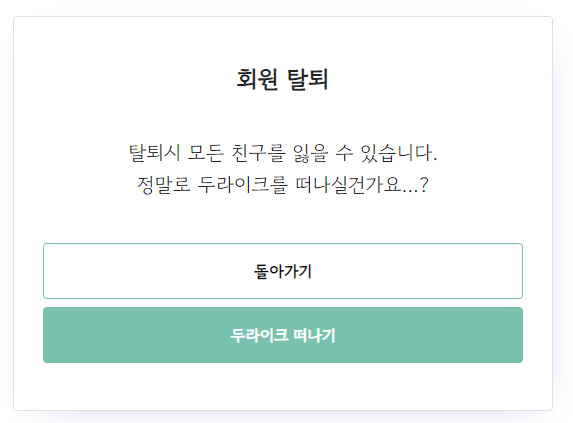 회원 탈퇴
탈퇴시 모든 친구를 잃을 수 있습니다.
정말로 두라이크를 떠나실건가요...?
돌아가기
두라이크 떠나기